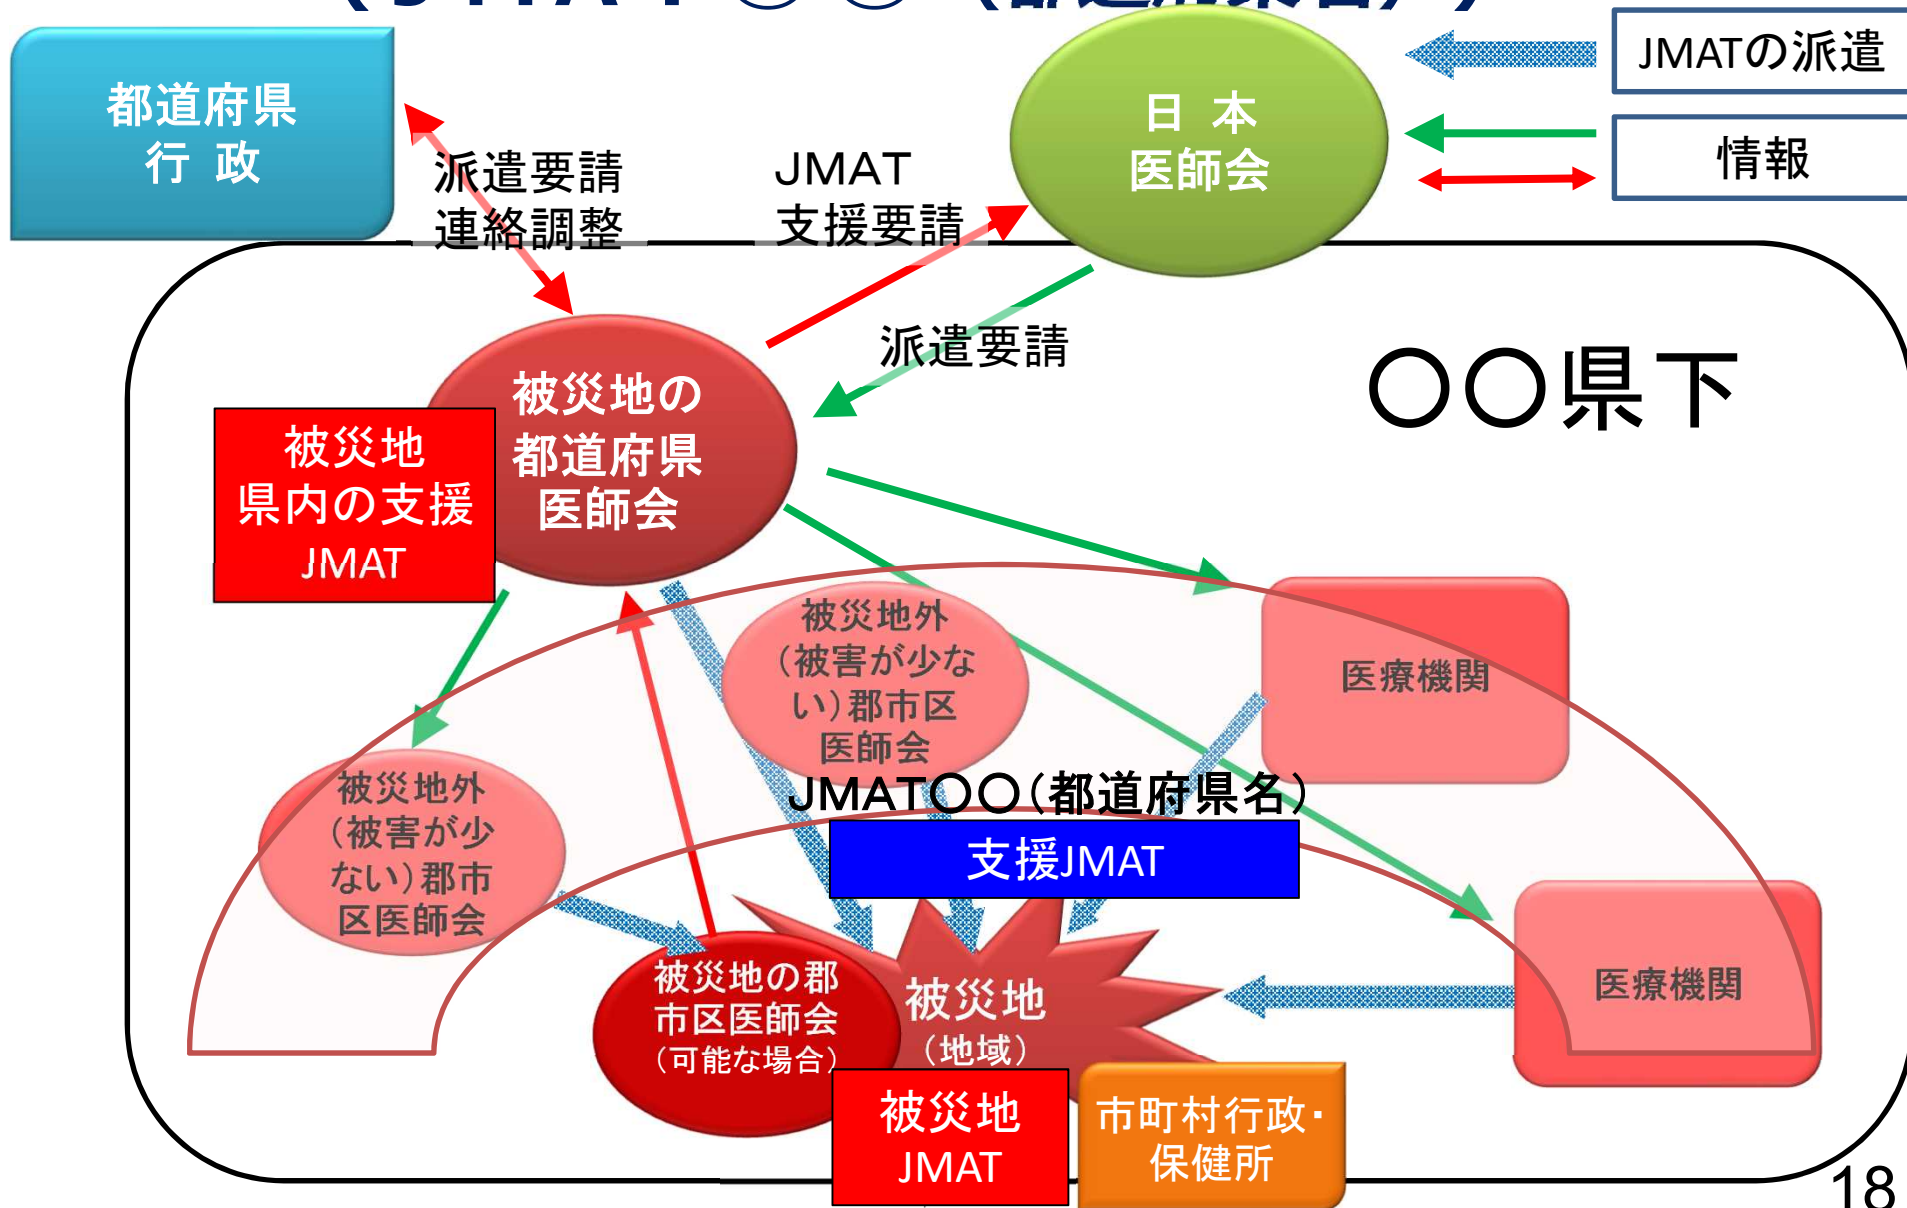 都道府県
行 政
日 本
医師会
JMATの派遣
情報
派遣要請
連絡調整
JMAT
支援要請
派遣要請
〇〇県下
被災地の
都道府県
医師会
被災地
県内の支援
JMAT
被災地外
（被害が少な
い）郡市区
医師会
医療機関
被災地外
（被害が少
ない）郡市
区医師会
JMAT〇〇（都道府県名）
支援JMAT
被災地の郡
市区医師会
（可能な場合）
被災地
（地域）
医療機関
被災地
JMAT
市町村行政・
保健所
18